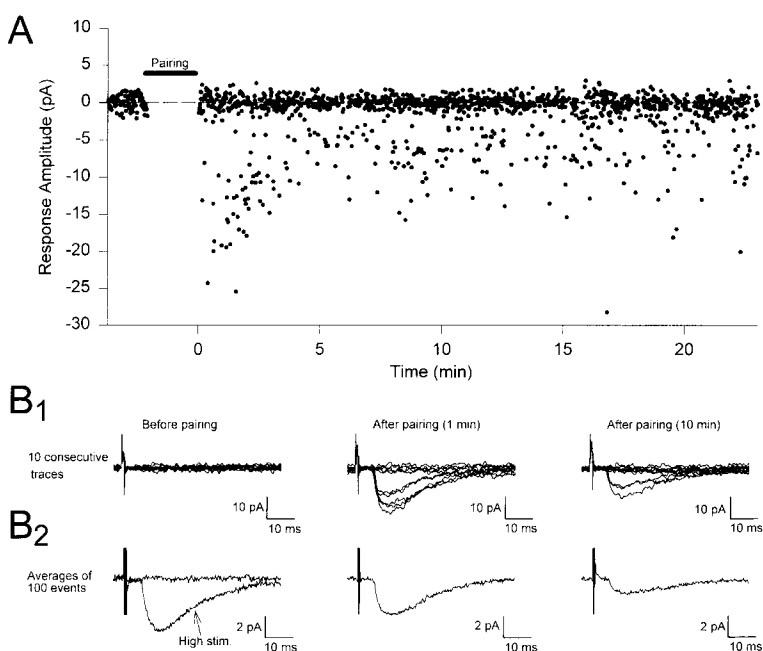 A
Response Amplitude (pA)
10
5
0
-5
-10
-15
-20
-25
-30
Pairing
0 5 10 15 20
Time (min)
B1
Before pairing After pairing (1 min) After pairing (10 min)
10 consecutive
traces
10 pA 10 pA 10 pA
10 ms 10 ms 10 ms
B2
Averages of
100 events
High stim.
2 pA 2 pA 2 pA
10 ms 10 ms 10 ms